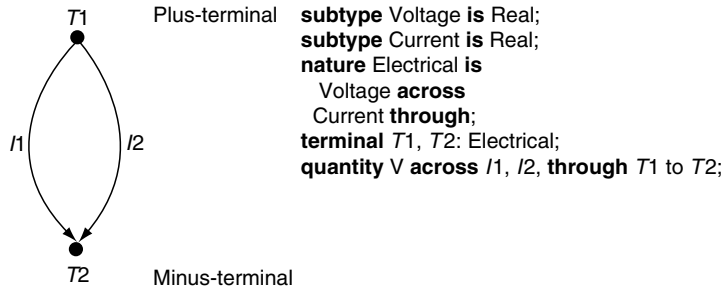 T1 Plus-terminal subtype Voltage is Real;
subtype Current is Real;
nature Electrical is
Voltage across
Current through;
I1 I2 terminal T1, T2: Electrical;
quantity V across I1, I2, through T1 to T2;
T2 Minus-terminal